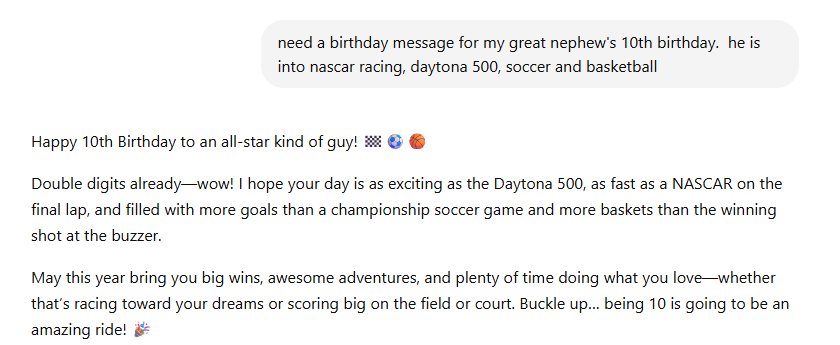 need a birthday message for my great nephew's 10th birthday.  he is
into nascar racing, daytona 500, soccer and basketball
Happy 10th Birthday to an all-star kind of guy! 🏁 ⚽ 🏀
Double digits already—wow! I hope your day is as exciting as the Daytona 500, as fast as a NASCAR on the
final lap, and filled with more goals than a championship soccer game and more baskets than the winning
shot at the buzzer.
May this year bring you big wins, awesome adventures, and plenty of time doing what you love—whether
that’s racing toward your dreams or scoring big on the field or court. Buckle up... being 10 is going to be an
amazing ride! 🎉